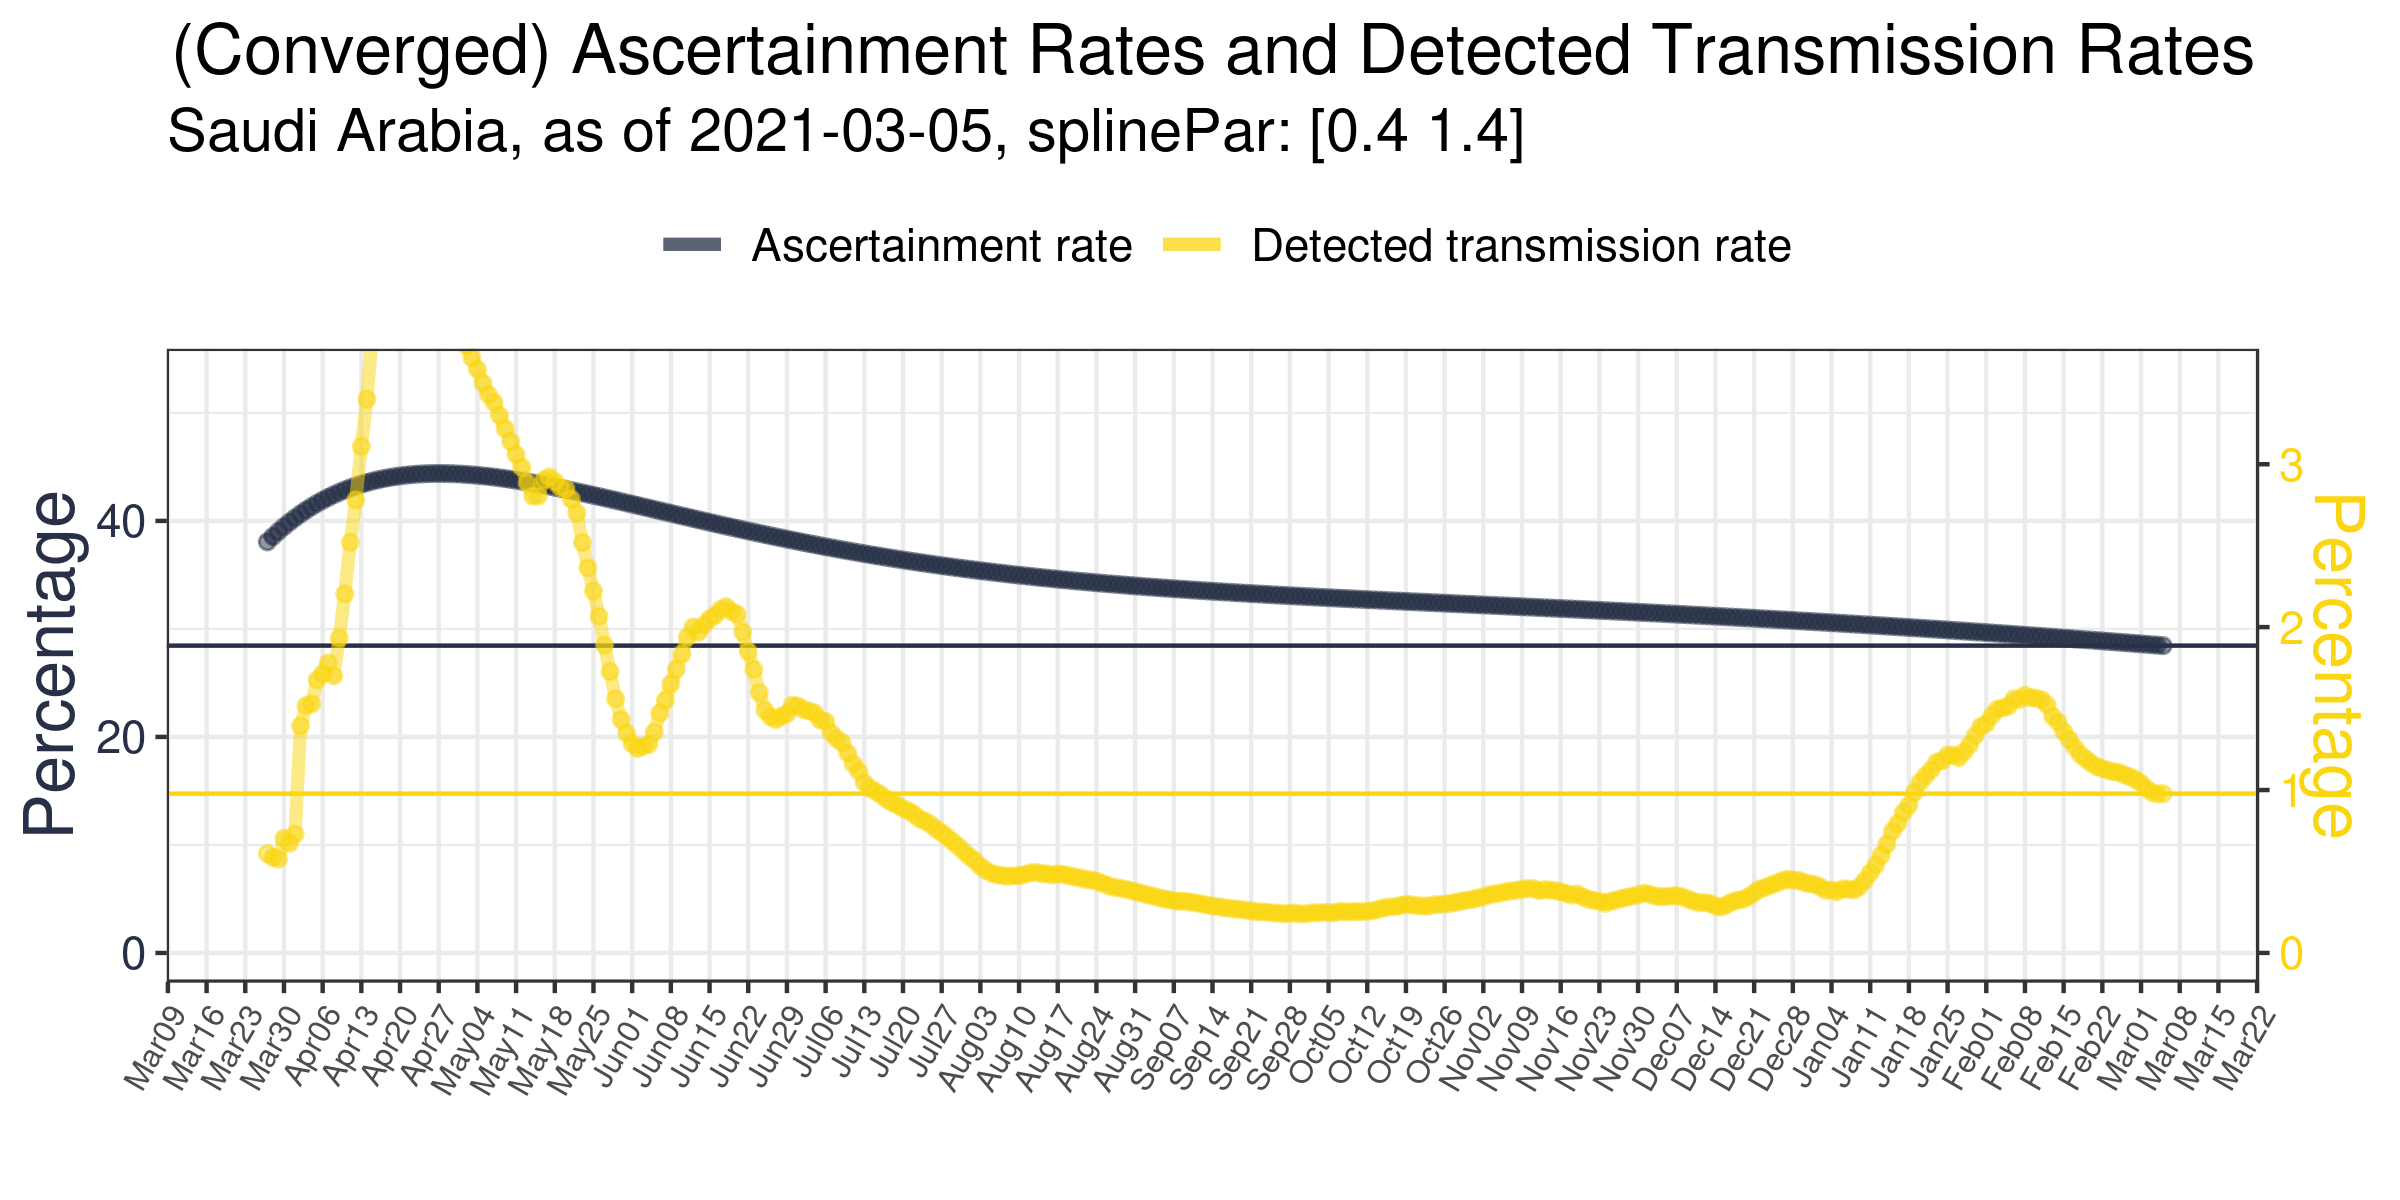 (Converged) Ascertainment Rates and Detected Transmission Rates
Saudi Arabia, as of 2021-03-05, splinePar: [0.4 1.4]
Ascertainment rate
Detected transmission rate
Percentage
40
20
0
3
2
1
0
Percentage
Mar09
Mar16
Mar23
Mar30
Apr06
Apr13
Apr20
Apr27
May04
May11
May18
May25
Jun01
Jun08
Jun15
Jun22
Jun29
Jul06
Jul13
Jul20
Jul27
Aug03
Aug10
Aug17
Aug24
Aug31
Sep07
Sep14
Sep21
Sep28
Oct05
Oct12
Oct19
Oct26
Nov02
Nov09
Nov16
Nov23
Nov30
Dec07
Dec14
Dec21
Dec28
Jan04
Jan11
Jan18
Jan25
Feb01
Feb08
Feb15
Feb22
Mar01
Mar08
Mar15
Mar22